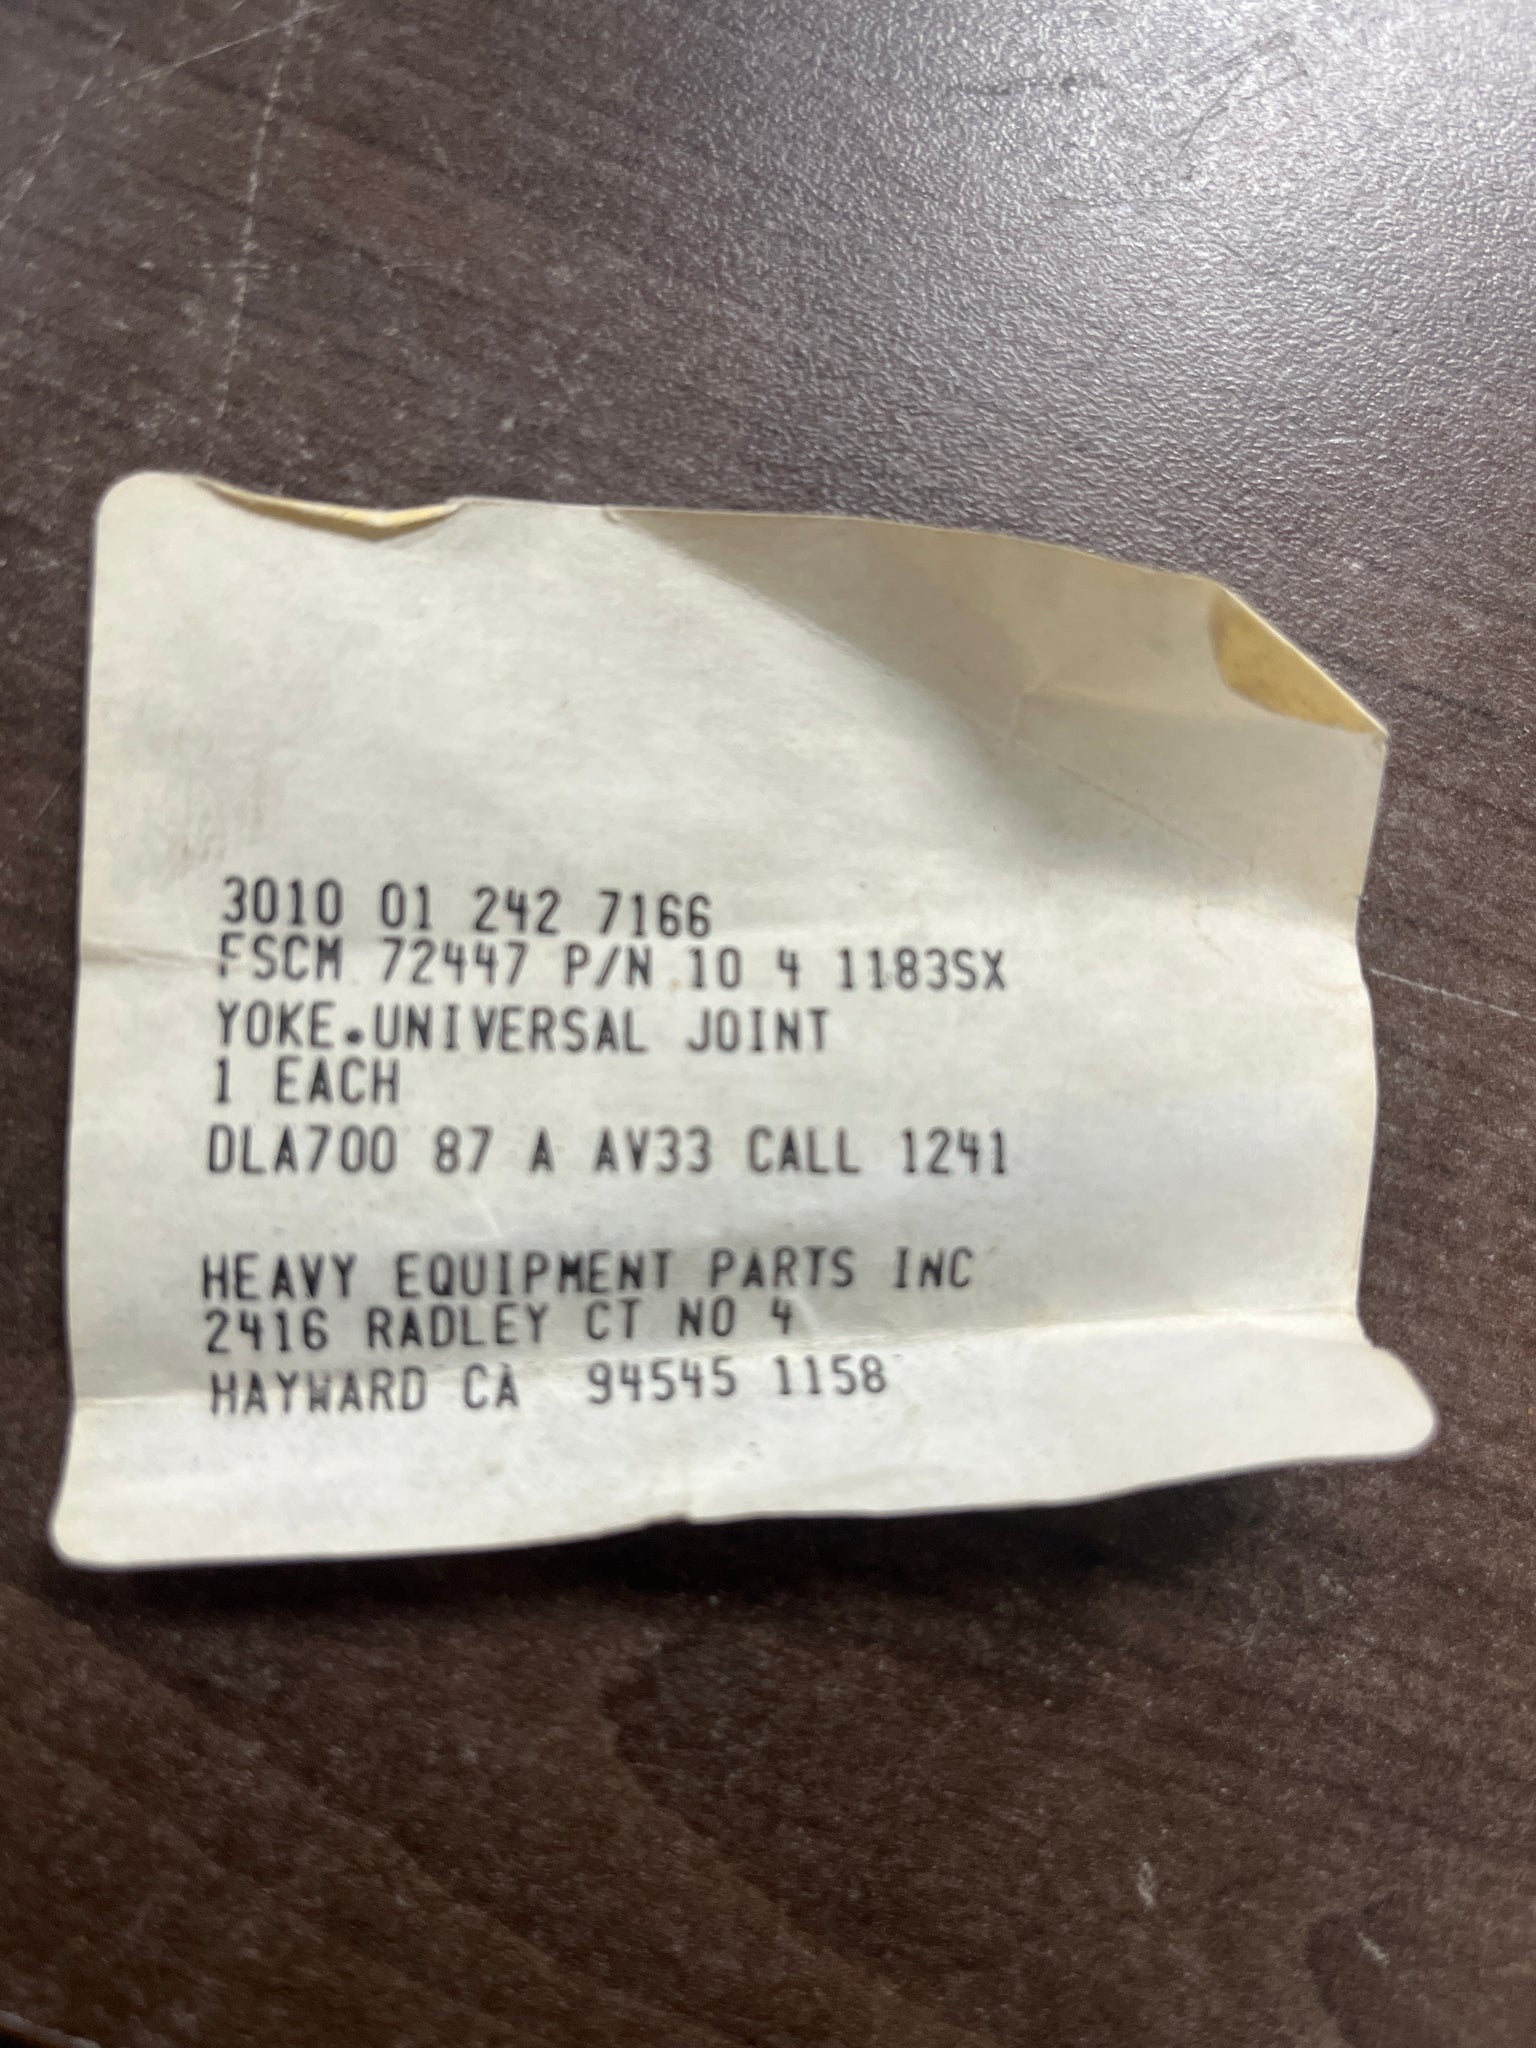 3010 01 242 7166
FSCM 72447 P/N 10 4 1183SX
YOKE.UNIVERSAL JOINT
1 EACH
DLA700 87 A AV33 CALL 1241
HEAVY EQUIPMENT PARTS INC
2416 RADLEY CT NO 4
HAYWARD CA 94545 1158